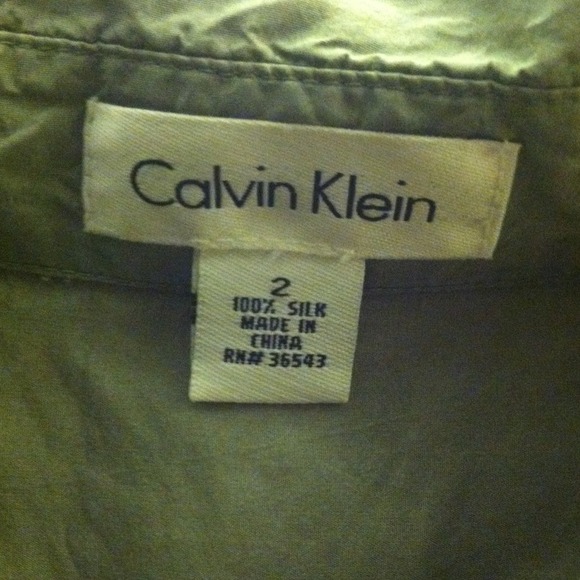 Calvin Klein
2
100% SILK
MADE IN
CHINA
RN# 36543